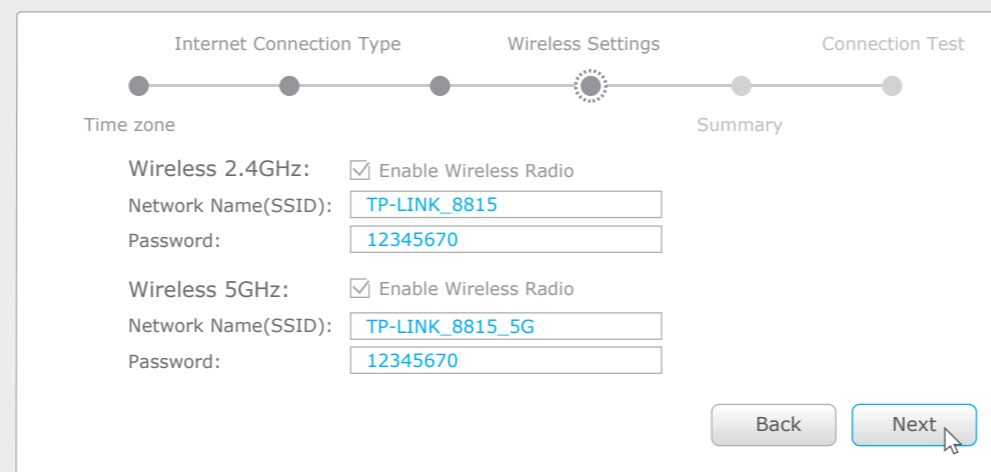 Internet Connection Type Wireless Settings Connection Test
Time zone Summary
Wireless 2.4GHz: Enable Wireless Radio
Network Name(SSID): TP-LINK_8815
Password: 12345670
Wireless 5GHz: Enable Wireless Radio
Network Name(SSID): TP-LINK_8815_5G
Password: 12345670
Back Next